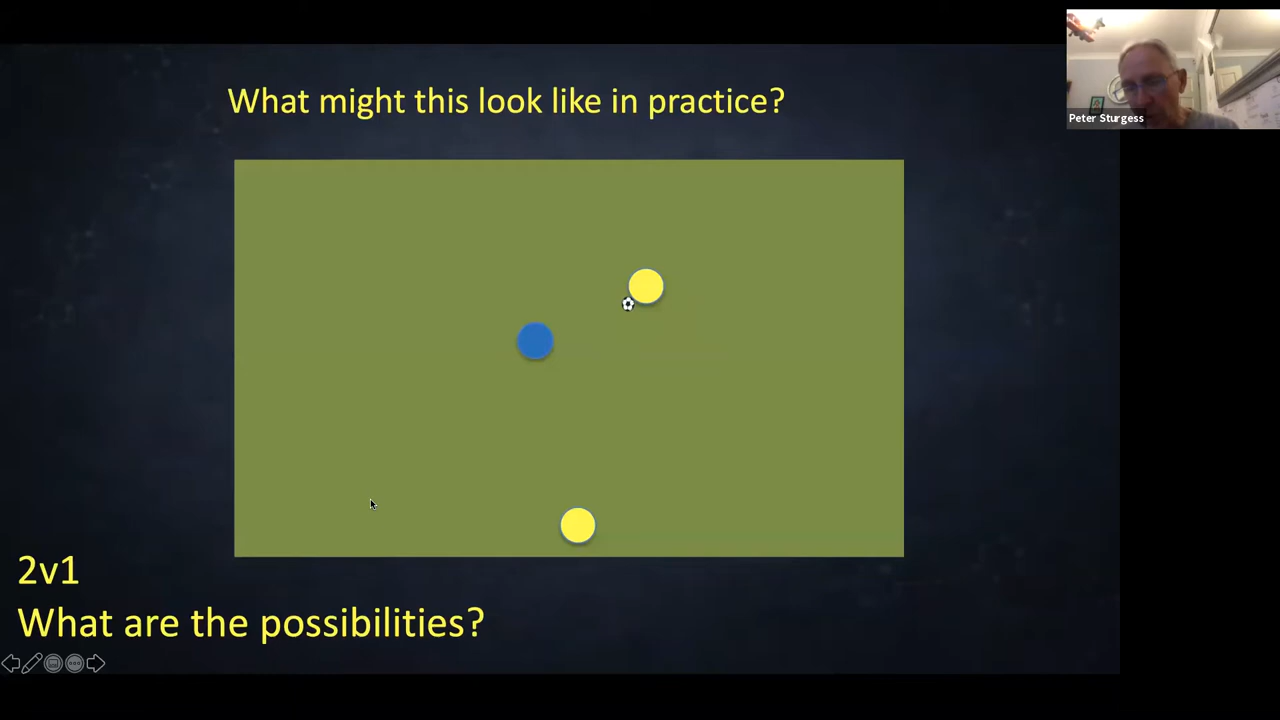 What might this look like in practice?
Peter Sturgess
2v1
What are the possibilities?